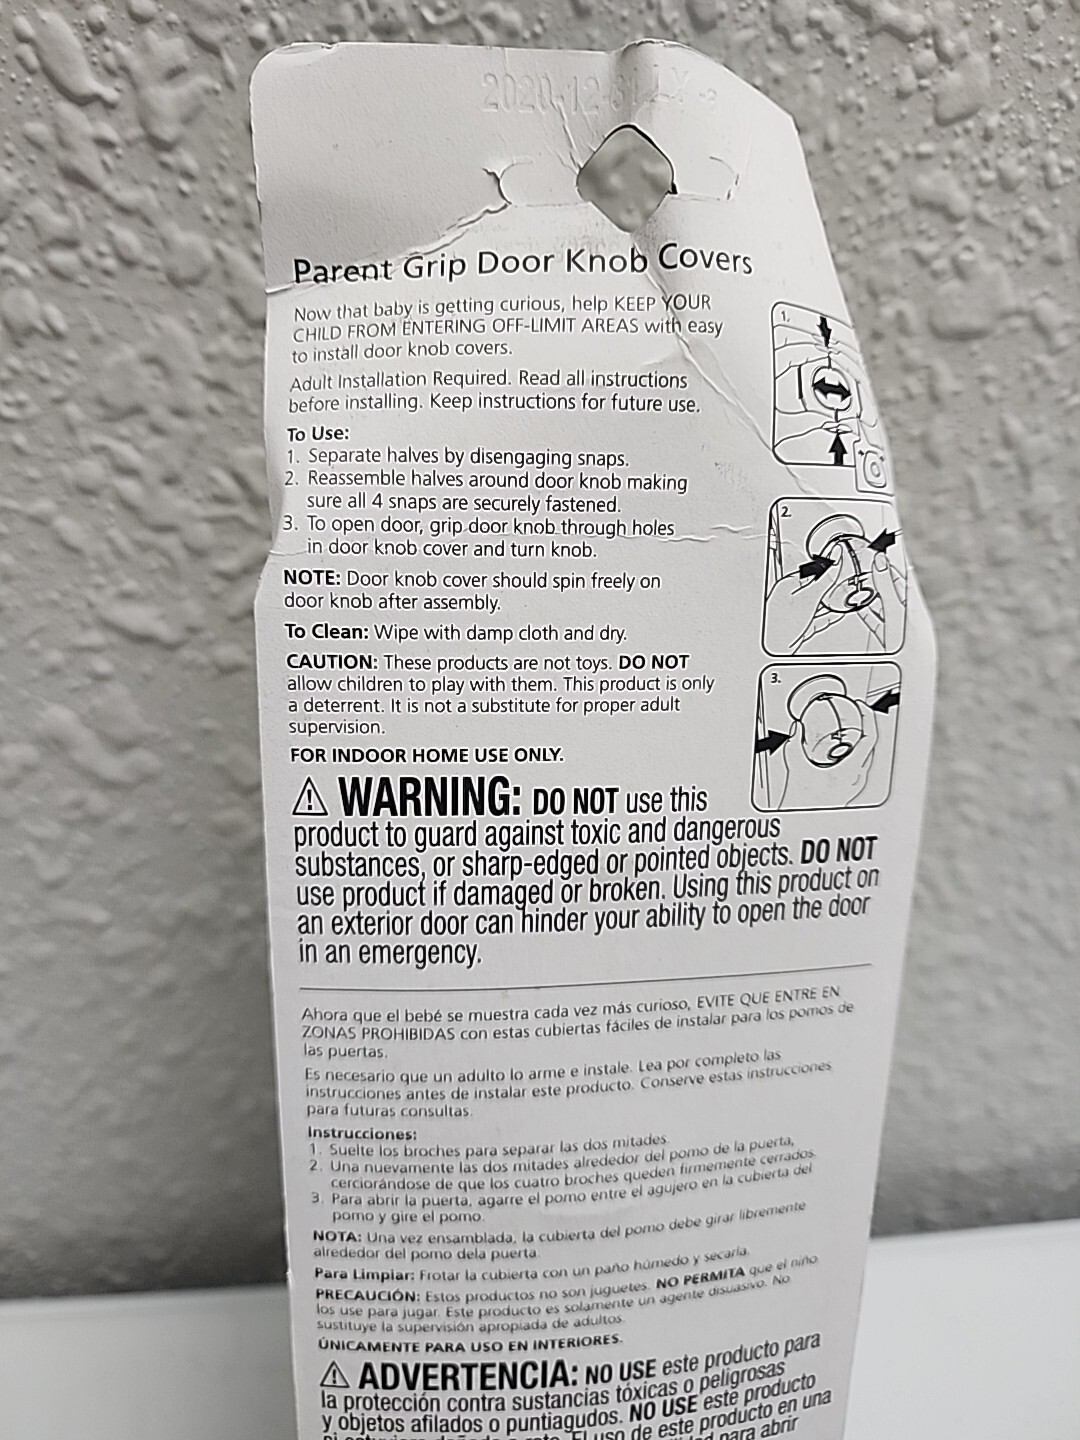 2020-12-31
Parent Grip Door Knob Covers
Now that baby is getting curious, help KEEP YOUR
CHILD FROM ENTERING OFF-LIMIT AREAS with easy
to install door knob covers.
Adult Installation Required. Read all instructions
before installing. Keep instructions for future use.
To Use:
1. Separate halves by disengaging snaps.
2. Reassemble halves around door knob making
sure all 4 snaps are securely fastened.
3. To open door, grip door knob through holes
in door knob cover and turn knob.
NOTE: Door knob cover should spin freely on
door knob after assembly.
To Clean: Wipe with damp cloth and dry.
CAUTION: These products are not toys. DO NOT
allow children to play with them. This product is only
a deterrent. It is not a substitute for proper adult
supervision.
FOR INDOOR HOME USE ONLY.
1.
2.
3.
⚠ WARNING: DO NOT use this
product to guard against toxic and dangerous
substances, or sharp-edged or pointed objects. DO NOT
use product if damaged or broken. Using this product on
an exterior door can hinder your ability to open the door
in an emergency.
Ahora que el bebé se muestra cada vez más curioso, EVITE QUE ENTRE EN
ZONAS PROHIBIDAS con estas cubiertas fáciles de instalar para los pomos de
las puertas.
Es necesario que un adulto lo arme e instale. Lea por completo las
instrucciones antes de instalar este producto. Conserve estas instrucciones
para futuras consultas.
Instrucciones:
1. Suelte los broches para separar las dos mitades.
2. Una nuevamente las dos mitades alrededor del pomo de la puerta,
cerciorándose de que los cuatro broches queden firmemente cerrados.
3. Para abrir la puerta, agarre el pomo entre el agujero en la cubierta del
pomo y gire el pomo.
NOTA: Una vez ensamblada, la cubierta del pomo debe girar libremente
alrededor del pomo dela puerta.
Para Limpiar: Frotar la cubierta con un paño húmedo y secarla.
PRECAUCIÓN: Estos productos no son juguetes. NO PERMITA que el niño
los use para jugar. Este producto es solamente un agente disuasivo. No
sustituye la supervisión apropiada de adultos.
ÚNICAMENTE PARA USO EN INTERIORES.
⚠ ADVERTENCIA: NO USE este producto para
la protección contra sustancias tóxicas o peligrosas
y objetos afilados o puntiagudos. NO USE este producto
El uso de este producto en una
para abrir